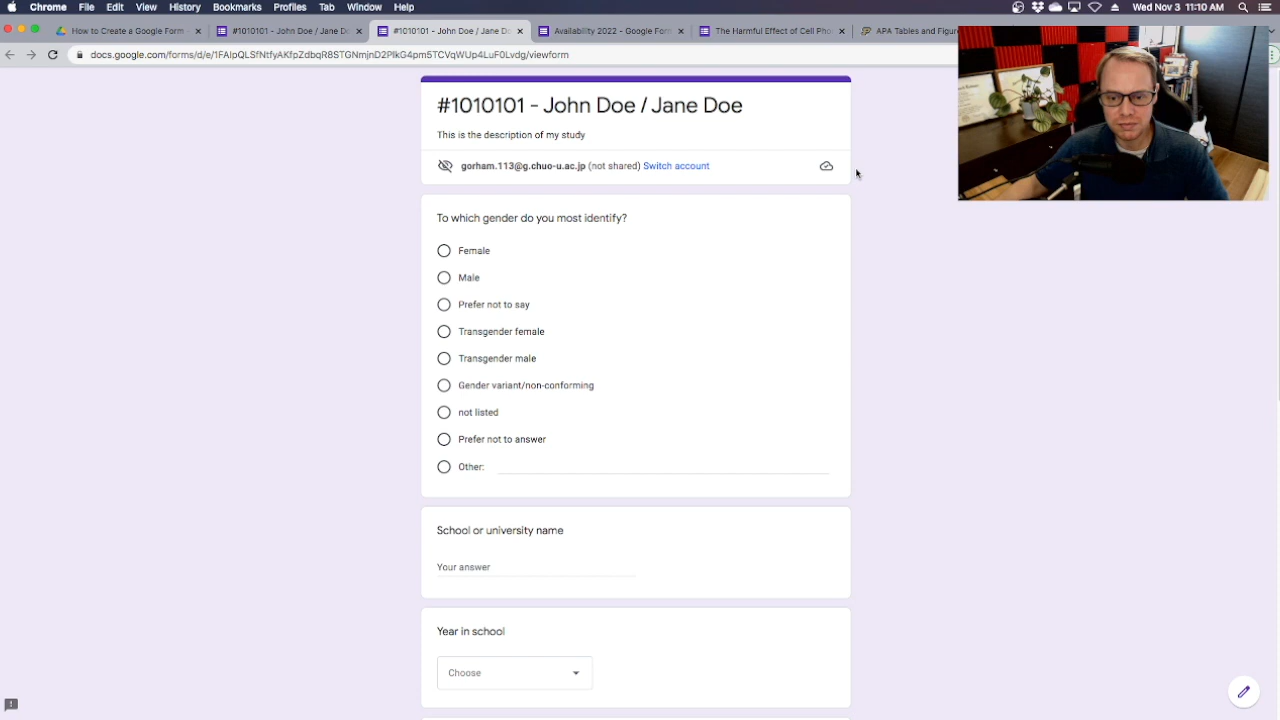 Chrome File Edit View History Bookmarks Profiles Tab Window Help Wed Nov 3 11:10 AM
How to Create a Google Form - #1010101 - John Doe / Jane Do #1010101 - John Doe / Jane Do Availability 2022 - Google Form The Harmful Effect of Cell Phon APA Tables and Figure
docs.google.com/forms/d/e/1FAIpQLSfNtfyAKfpZdbqR8STGNmjnD2PlkG4pm5TCVqWUp4LuF0Lvdg/viewform
#1010101 - John Doe / Jane Doe
This is the description of my study
gorham.113@g.chuo-u.ac.jp (not shared) Switch account
To which gender do you most identify?
Female
Male
Prefer not to say
Transgender female
Transgender male
Gender variant/non-conforming
not listed
Prefer not to answer
Other:
School or university name
Your answer
Year in school
Choose